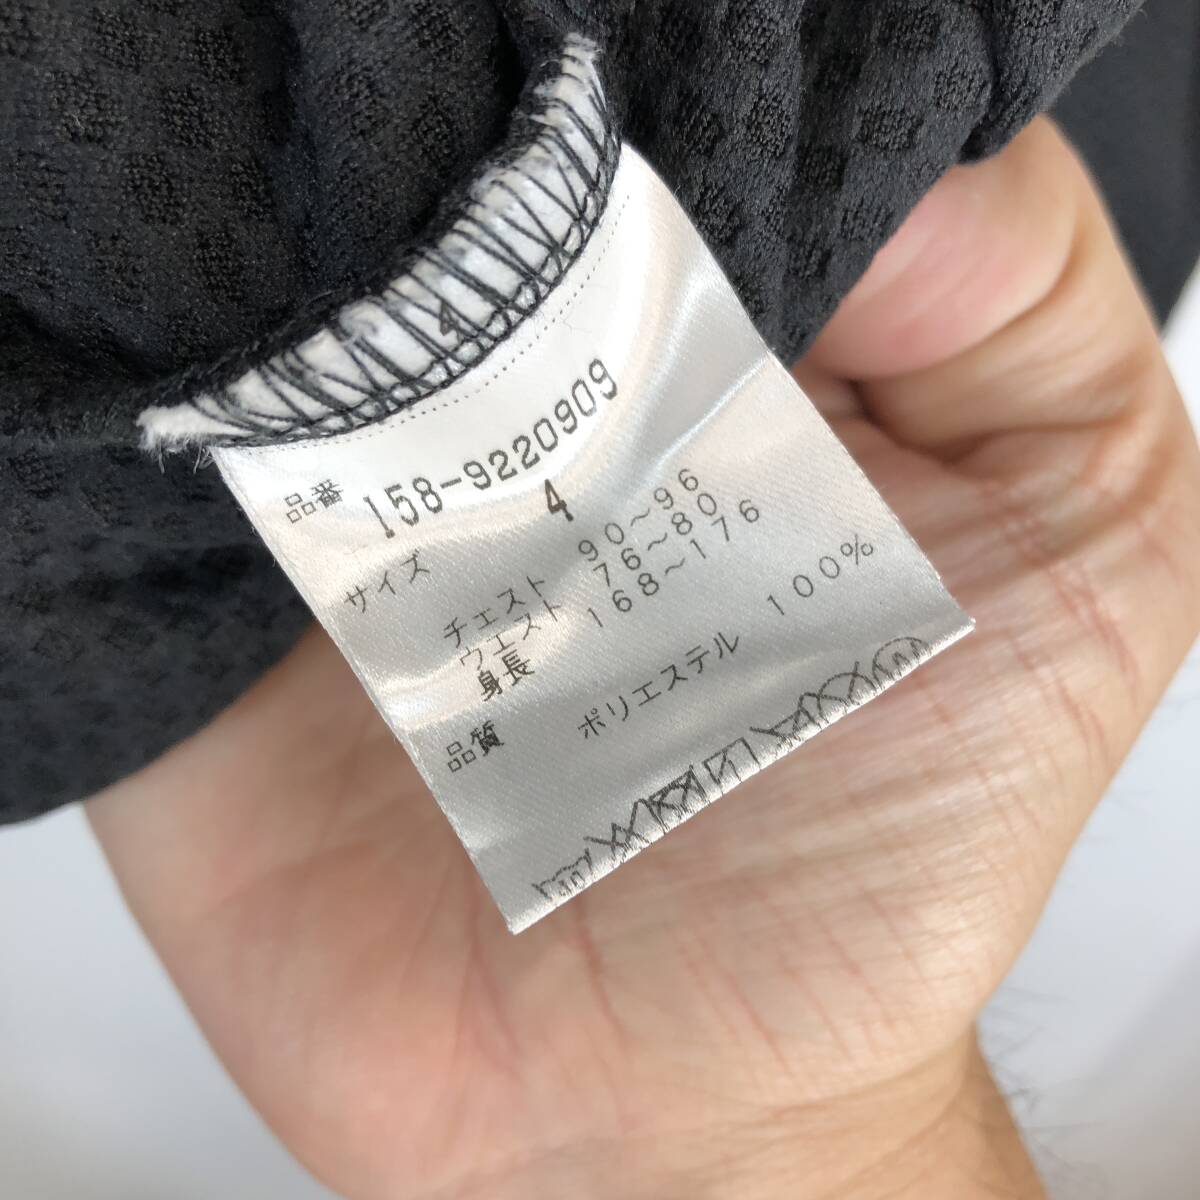 4
品番 158-9220909
サイズ 4
チェスト 90~96
ウエスト 76~80
身長 168~176
品質 ポリエステル 100%